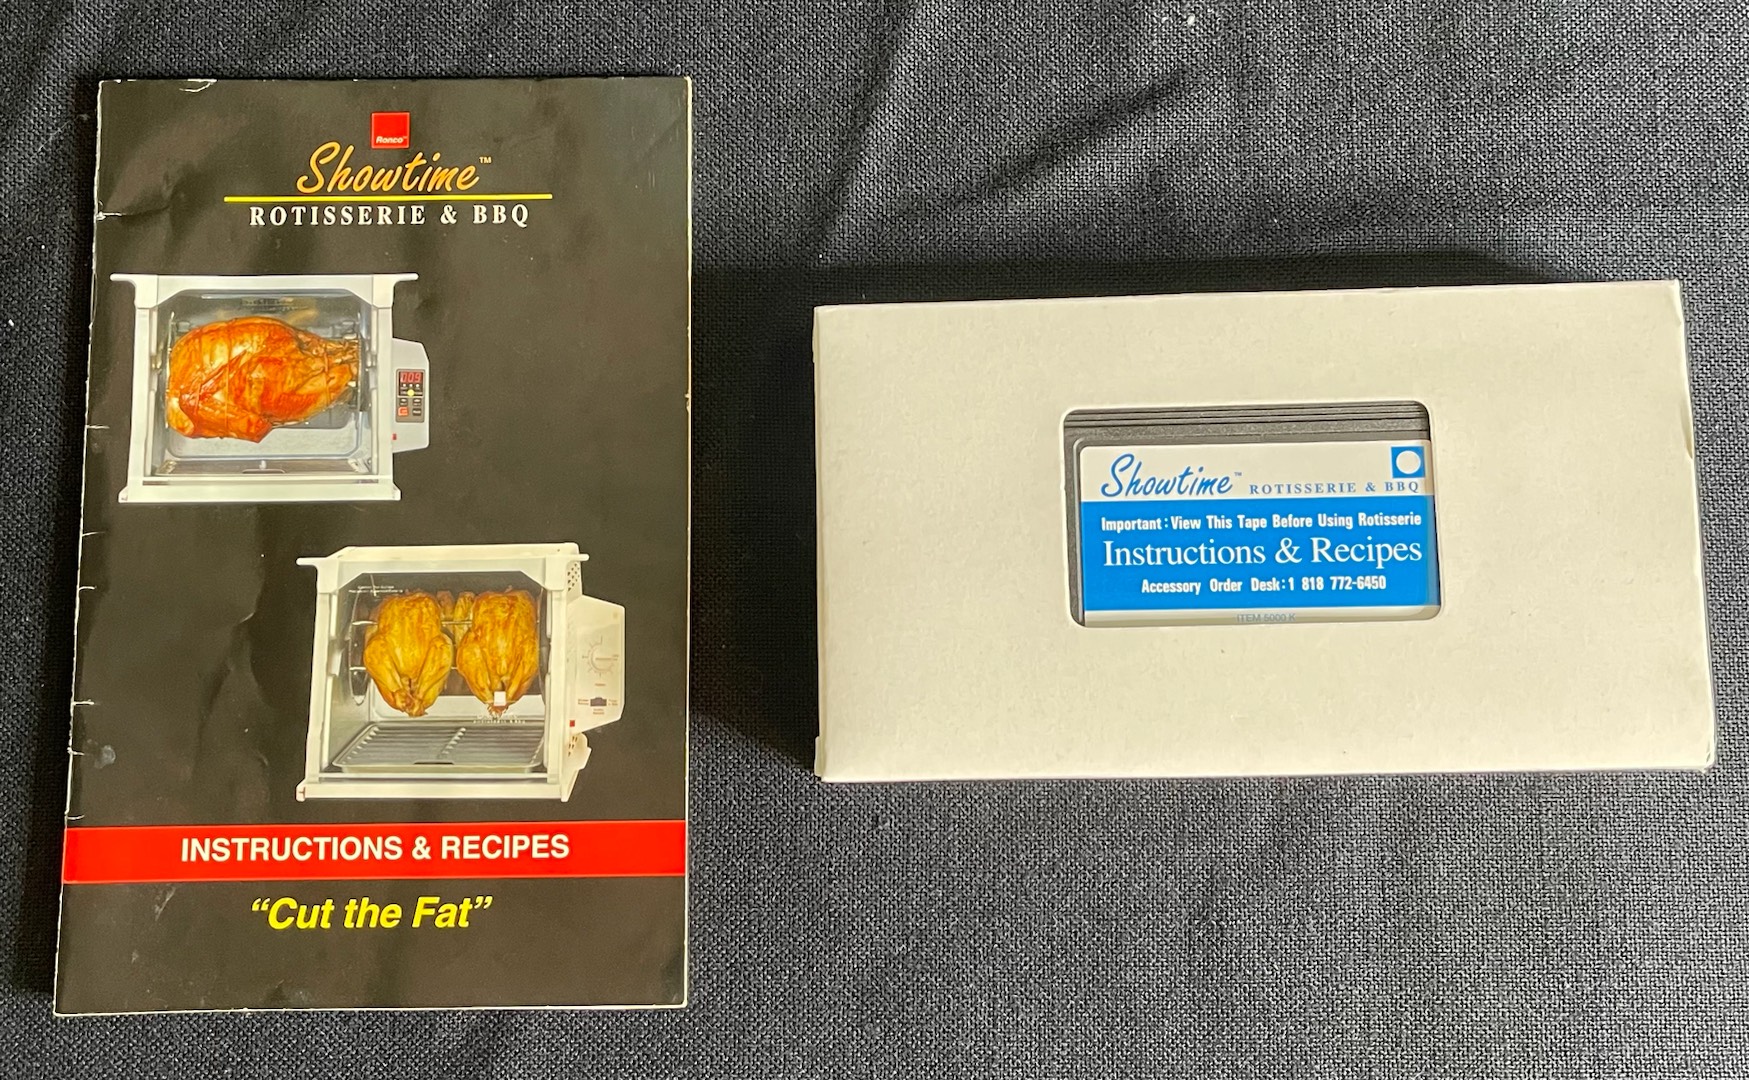 Ronco™
Showtime™
ROTISSERIE & BBQ
INSTRUCTIONS & RECIPES
“Cut the Fat”
Showtime™ ROTISSERIE & BBQ
Important: View This Tape Before Using Rotisserie
Instructions & Recipes
Accessory Order Desk: 1 818 772-6450
ITEM 5000 K